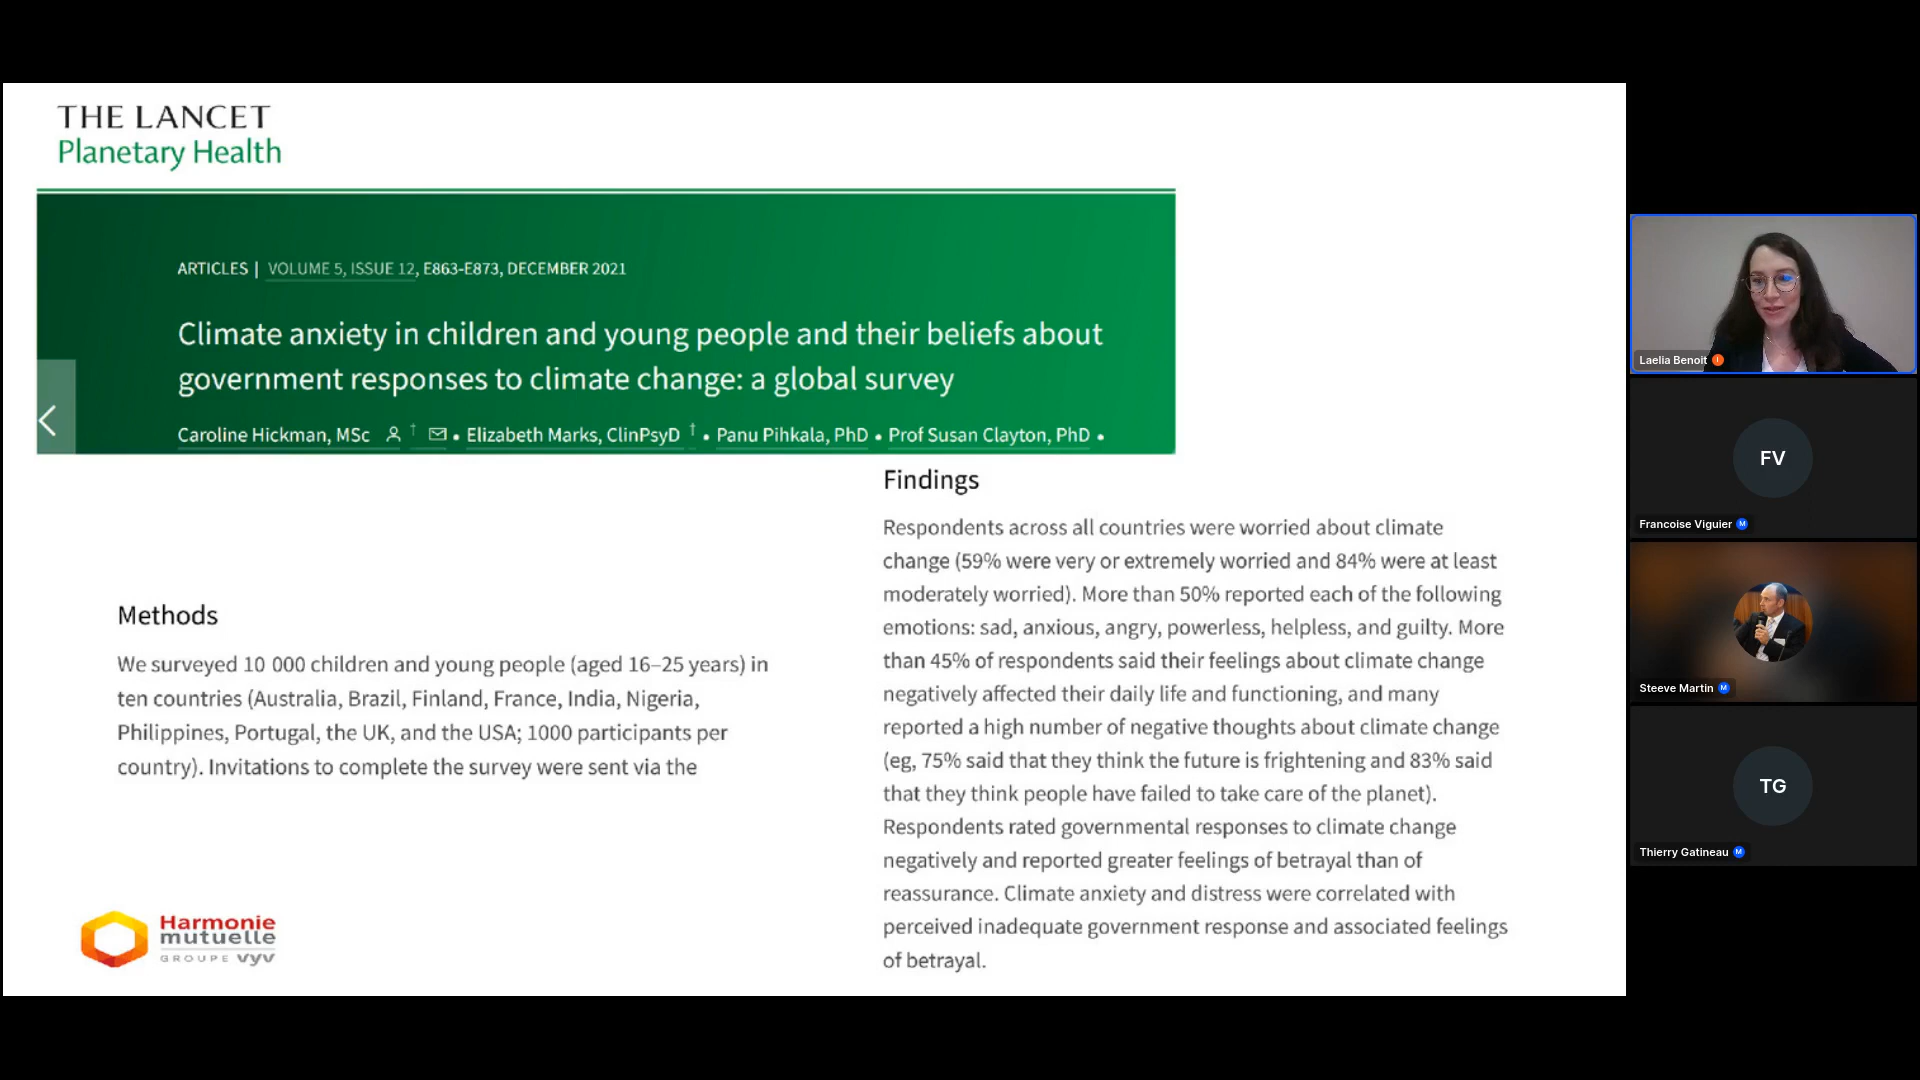 THE LANCET
Planetary Health
ARTICLES | VOLUME 5, ISSUE 12, E863-E873, DECEMBER 2021
Climate anxiety in children and young people and their beliefs about
government responses to climate change: a global survey
Caroline Hickman, MSc † • Elizabeth Marks, ClinPsyD † • Panu Pihkala, PhD • Prof Susan Clayton, PhD •
Methods
We surveyed 10 000 children and young people (aged 16–25 years) in
ten countries (Australia, Brazil, Finland, France, India, Nigeria,
Philippines, Portugal, the UK, and the USA; 1000 participants per
country). Invitations to complete the survey were sent via the
Findings
Respondents across all countries were worried about climate
change (59% were very or extremely worried and 84% were at least
moderately worried). More than 50% reported each of the following
emotions: sad, anxious, angry, powerless, helpless, and guilty. More
than 45% of respondents said their feelings about climate change
negatively affected their daily life and functioning, and many
reported a high number of negative thoughts about climate change
(eg, 75% said that they think the future is frightening and 83% said
that they think people have failed to take care of the planet).
Respondents rated governmental responses to climate change
negatively and reported greater feelings of betrayal than of
reassurance. Climate anxiety and distress were correlated with
perceived inadequate government response and associated feelings
of betrayal.
Harmonie
mutuelle
GROUPE vyv
Laelia Benoit I
FV
Francoise Viguier M
Steeve Martin M
TG
Thierry Gatineau M